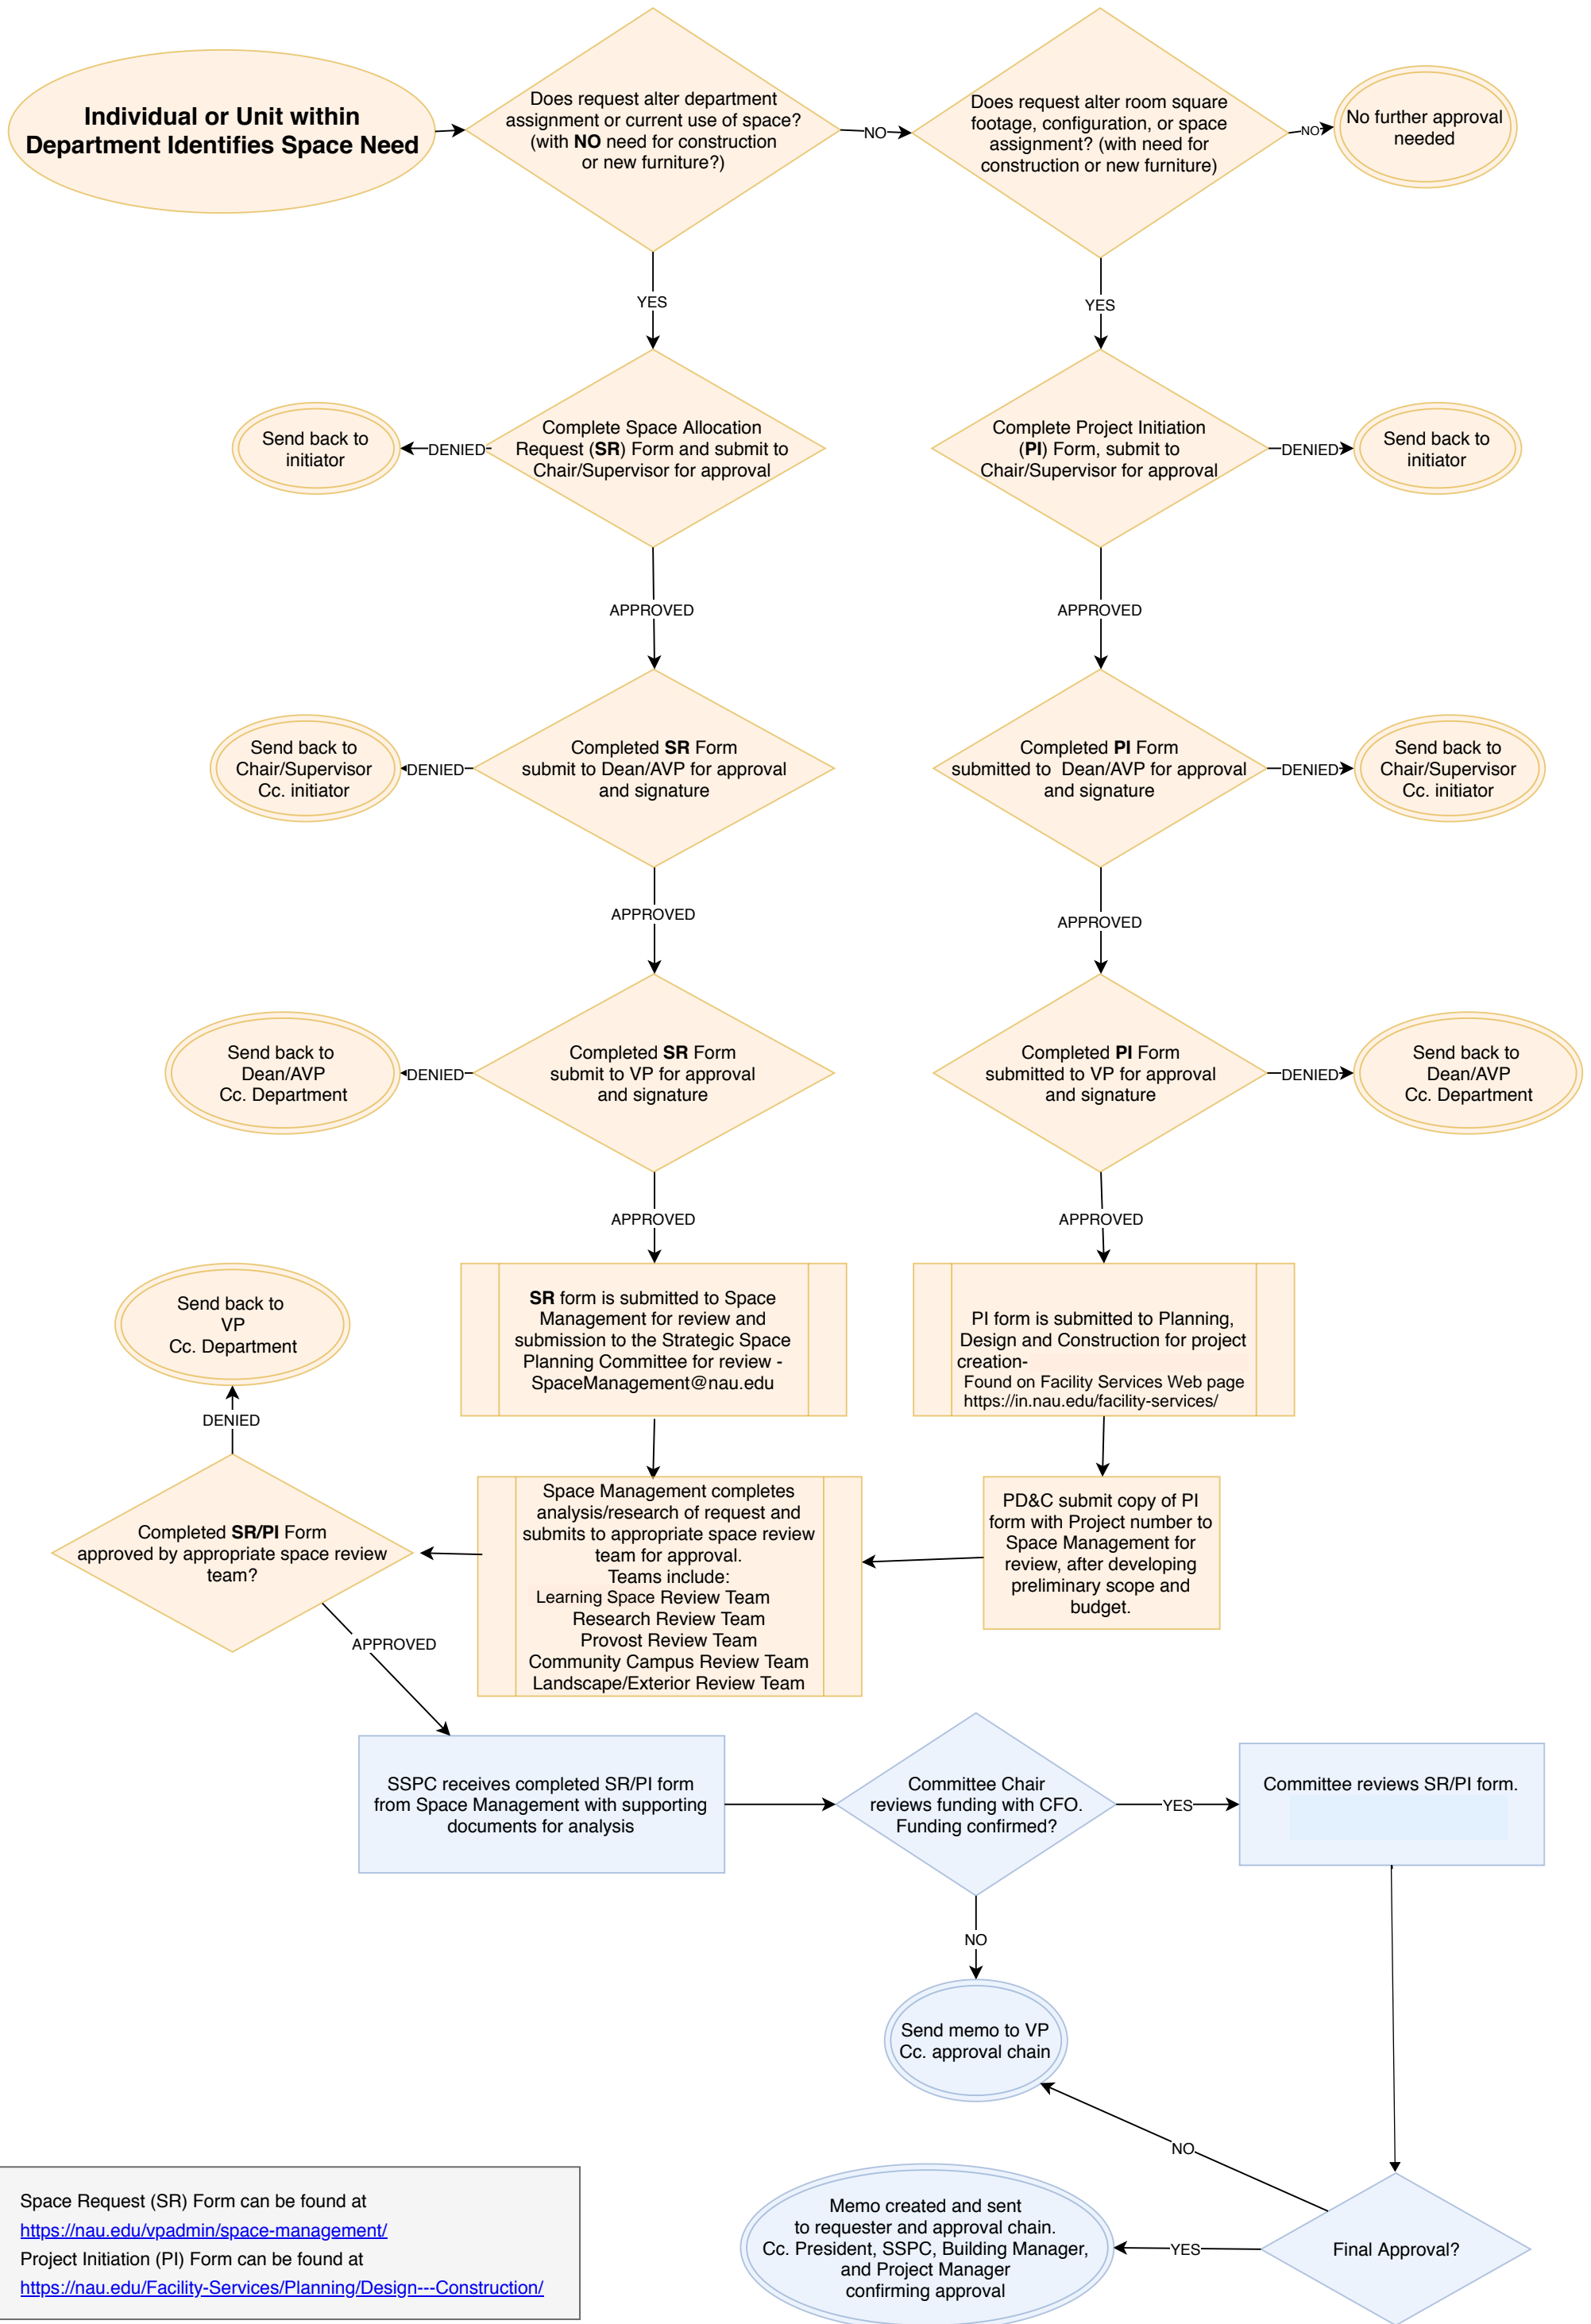 Individual or Unit within
Department Identifies Space Need
Does request alter department
assignment or current use of space?
(with NO need for construction
or new furniture?)
NO
Does request alter room square
footage, configuration, or space
assignment? (with need for
construction or new furniture)
NO
No further approval
needed
YES
YES
Send back to
initiator
DENIED
Complete Space Allocation
Request (SR) Form and submit to
Chair/Supervisor for approval
Complete Project Initiation
(PI) Form, submit to
Chair/Supervisor for approval
DENIED
Send back to
initiator
APPROVED
APPROVED
Send back to
Chair/Supervisor
Cc. initiator
DENIED
Completed SR Form
submit to Dean/AVP for approval
and signature
Completed PI Form
submitted to Dean/AVP for approval
and signature
DENIED
Send back to
Chair/Supervisor
Cc. initiator
APPROVED
APPROVED
Send back to
Dean/AVP
Cc. Department
DENIED
Completed SR Form
submit to VP for approval
and signature
Completed PI Form
submitted to VP for approval
and signature
DENIED
Send back to
Dean/AVP
Cc. Department
APPROVED
APPROVED
Send back to
VP
Cc. Department
SR form is submitted to Space
Management for review and
submission to the Strategic Space
Planning Committee for review -
SpaceManagement@nau.edu
PI form is submitted to Planning,
Design and Construction for project
creation-
Found on Facility Services Web page
https://in.nau.edu/facility-services/
DENIED
Completed SR/PI Form
approved by appropriate space review
team?
Space Management completes
analysis/research of request and
submits to appropriate space review
team for approval.
Teams include:
Learning Space Review Team
Research Review Team
Provost Review Team
Community Campus Review Team
Landscape/Exterior Review Team
PD&C submit copy of PI
form with Project number to
Space Management for
review, after developing
preliminary scope and
budget.
APPROVED
SSPC receives completed SR/PI form
from Space Management with supporting
documents for analysis
Committee Chair
reviews funding with CFO.
Funding confirmed?
YES
Committee reviews SR/PI form.
NO
Send memo to VP
Cc. approval chain
NO
Memo created and sent
to requester and approval chain.
Cc. President, SSPC, Building Manager,
and Project Manager
confirming approval
YES
Final Approval?
Space Request (SR) Form can be found at
https://nau.edu/vpadmin/space-management/
Project Initiation (PI) Form can be found at
https://nau.edu/Facility-Services/Planning/Design---Construction/